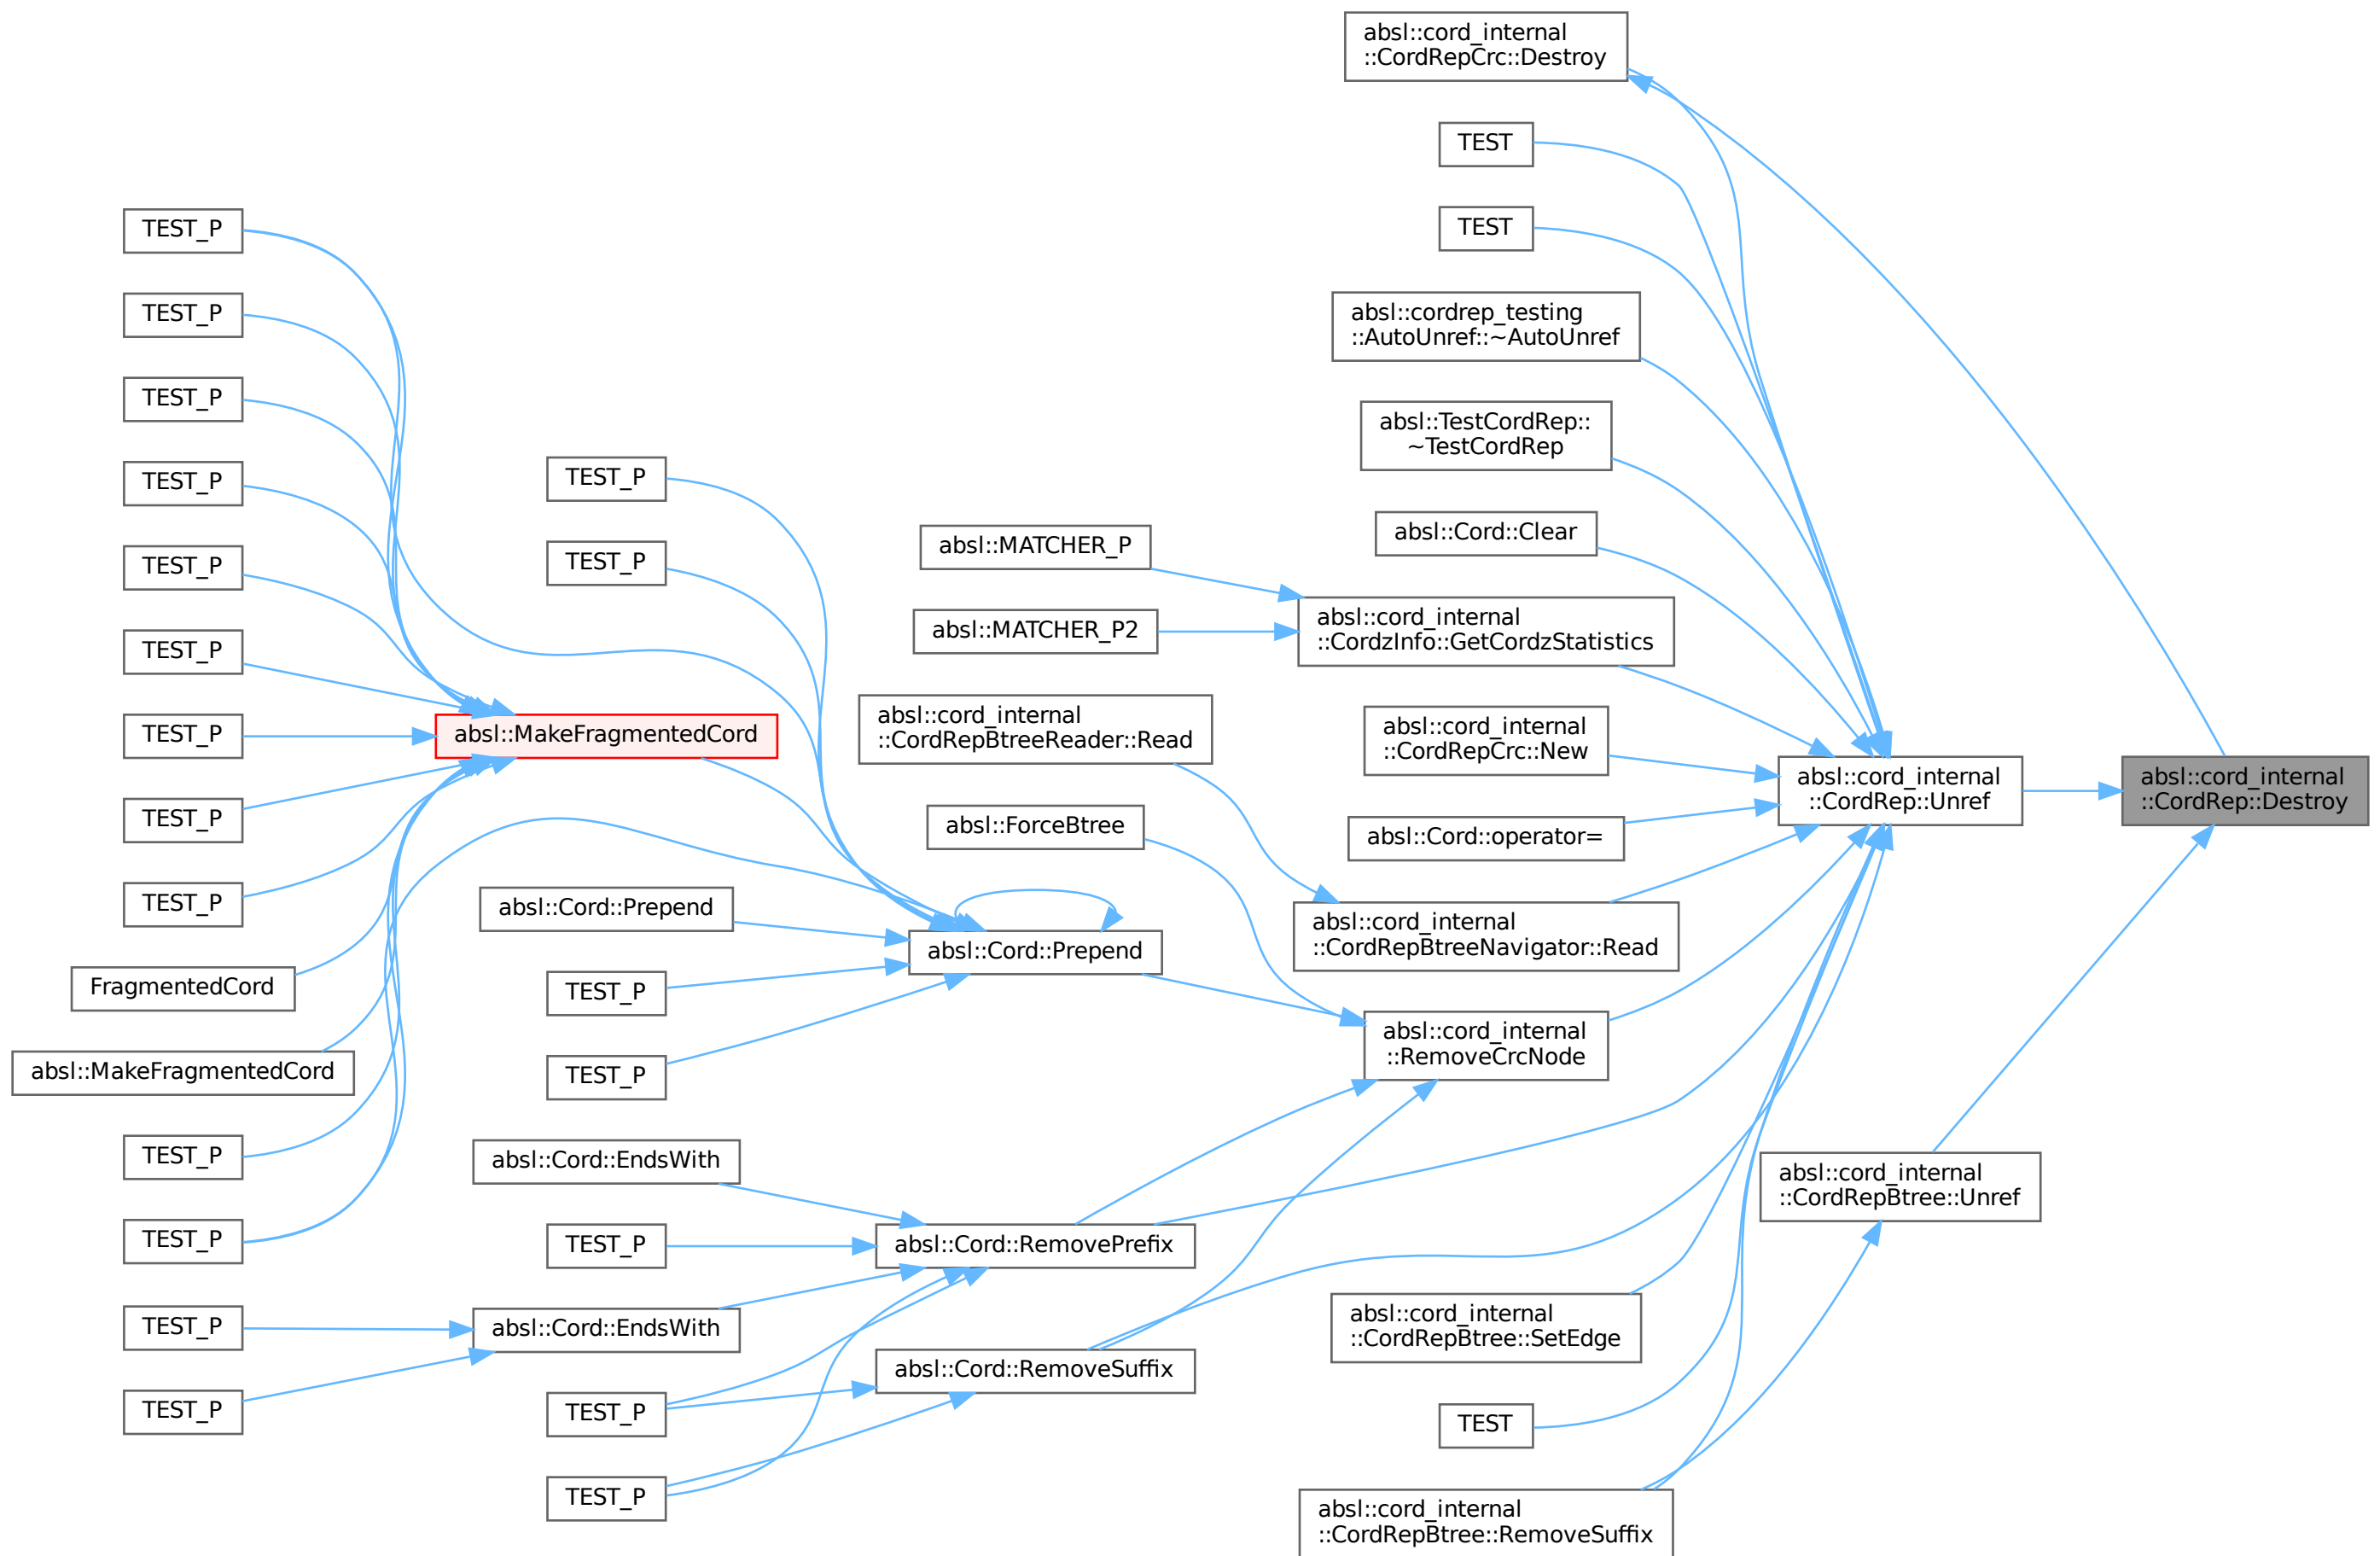 absl::cord_internal
::CordRepCrc::Destroy
TEST
TEST
absl::cordrep_testing
::AutoUnref::~AutoUnref
absl::TestCordRep::
~TestCordRep
absl::Cord::Clear
absl::cord_internal
::CordzInfo::GetCordzStatistics
absl::MATCHER_P
absl::MATCHER_P2
absl::cord_internal
::CordRepBtreeReader::Read
absl::cord_internal
::CordRepCrc::New
absl::Cord::operator=
absl::cord_internal
::CordRep::Unref
absl::cord_internal
::CordRep::Destroy
absl::ForceBtree
absl::cord_internal
::CordRepBtreeNavigator::Read
absl::cord_internal
::RemoveCrcNode
absl::Cord::Prepend
absl::Cord::Prepend
TEST_P
TEST_P
TEST_P
TEST_P
absl::MakeFragmentedCord
TEST_P
TEST_P
TEST_P
TEST_P
TEST_P
TEST_P
TEST_P
TEST_P
TEST_P
FragmentedCord
absl::MakeFragmentedCord
TEST_P
TEST_P
TEST_P
TEST_P
absl::Cord::EndsWith
TEST_P
absl::Cord::EndsWith
TEST_P
TEST_P
absl::Cord::RemovePrefix
absl::Cord::RemoveSuffix
absl::cord_internal
::CordRepBtree::Unref
absl::cord_internal
::CordRepBtree::SetEdge
TEST
absl::cord_internal
::CordRepBtree::RemoveSuffix